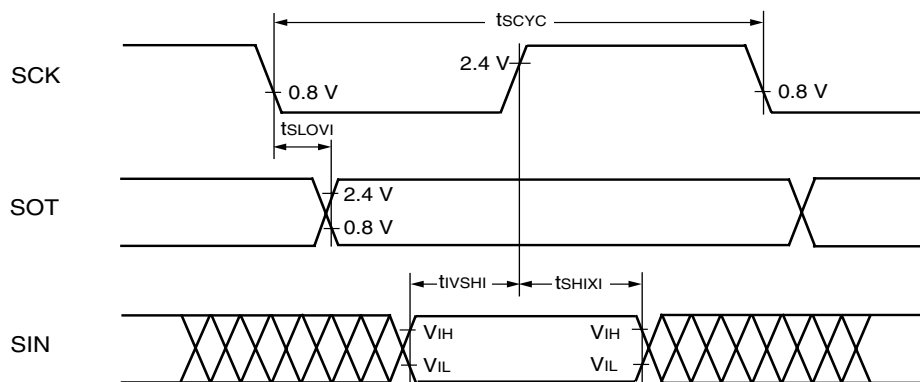 tSCYC
SCK
2.4 V
0.8 V
0.8 V
tSLOVI
SOT
2.4 V
0.8 V
tIVSHI
tSHIXI
SIN
VIH
VIH
VIL
VIL